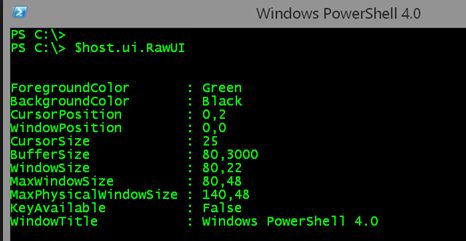 Windows PowerShell 4.0
PS C:\>
PS C:\> $host.ui.RawUI
ForegroundColor : Green
BackgroundColor : Black
CursorPosition : 0,2
WindowPosition : 0,0
CursorSize : 25
BufferSize : 80,3000
WindowSize : 80,22
MaxWindowSize : 80,48
MaxPhysicalWindowSize : 140,48
KeyAvailable : False
WindowTitle : Windows PowerShell 4.0